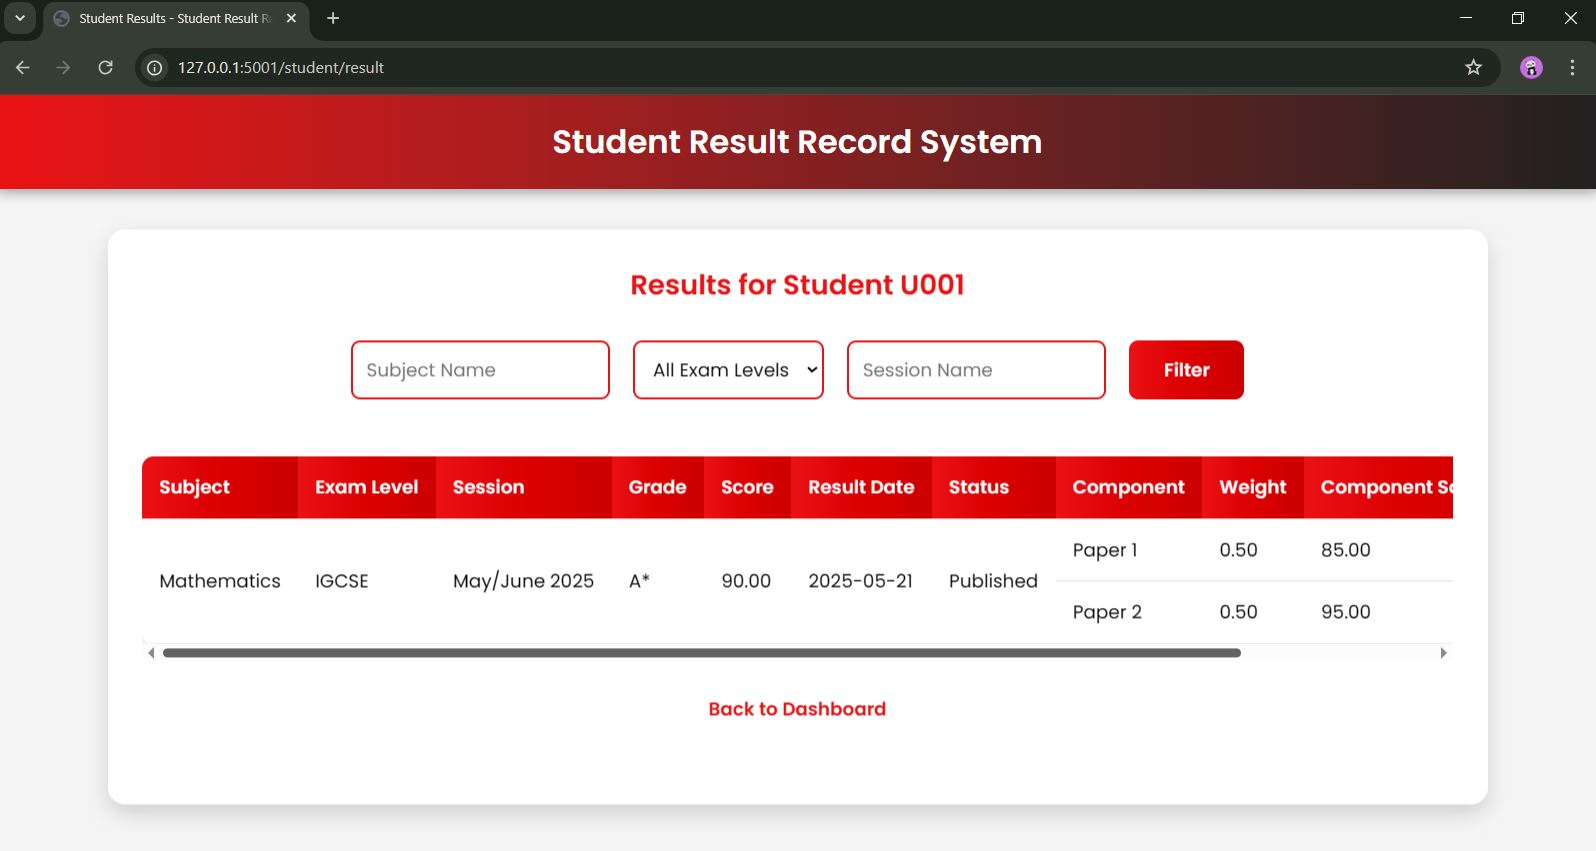 Student Results - Student Result R
127.0.0.1:5001/student/result
Student Result Record System
Results for Student U001
Subject Name All Exam Levels Session Name Filter
Subject Exam Level Session Grade Score Result Date Status Component Weight Component Sc
Mathematics IGCSE May/June 2025 A* 90.00 2025-05-21 Published Paper 1 0.50 85.00
Paper 2 0.50 95.00
Back to Dashboard